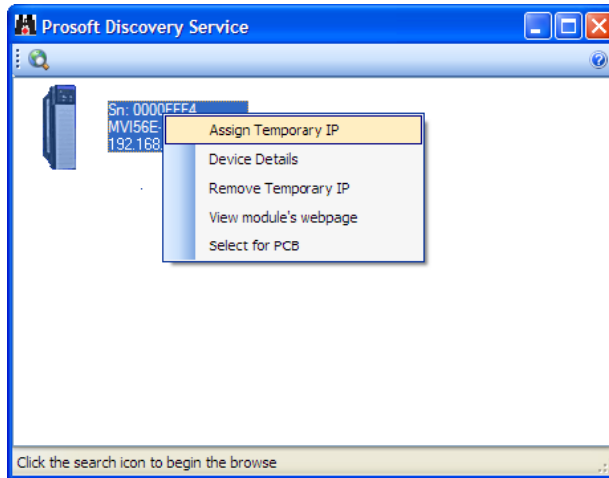 Prosoft Discovery Service
Sn: 0000FFF4
MVI56E-
192.168.
Assign Temporary IP
Device Details
Remove Temporary IP
View module's webpage
Select for PCB
Click the search icon to begin the browse